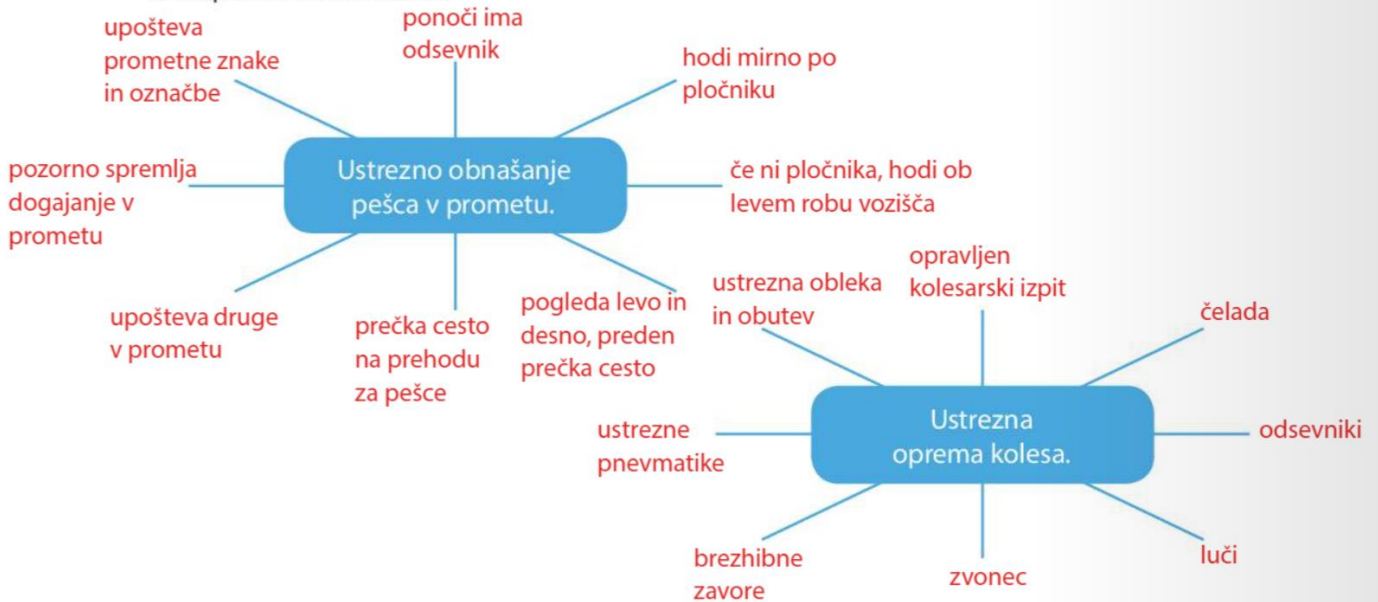 upošteva
prometne znake
in označbe
ponoči ima
odsevnik
hodi mirno po
pločniku
pozorno spremlja
dogajanje v
prometu
Ustrezno obnašanje
pešca v prometu.
če ni pločnika, hodi ob
levem robu vozišča
upošteva druge
v prometu
prečka cesto
na prehodu
za pešce
pogleda levo in
desno, preden
prečka cesto
ustrezna obleka
in obutev
opravljen
kolesarski izpit
čelada
ustrezne
pnevmatike
Ustrezna
oprema kolesa.
odsevniki
brezhibne
zavore
zvonec
luči